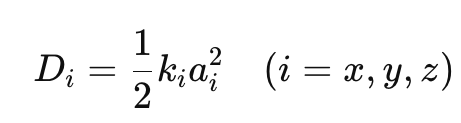 $D_i = \frac{1}{2} k_i a_i^2 \quad (i = x, y, z)$